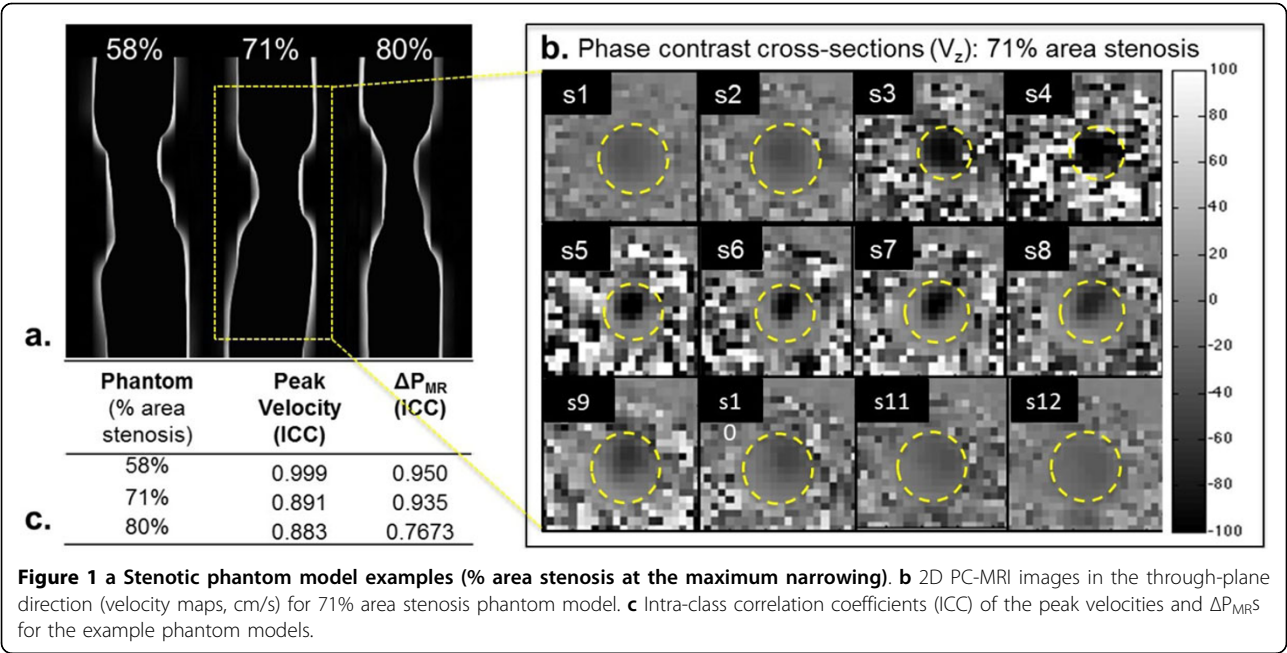 58% 71% 80%
a.
b. Phase contrast cross-sections (Vz): 71% area stenosis
s1 s2 s3 s4
s5 s6 s7 s8
s9 s1 s11 s12
0
100
80
60
40
20
0
-20
-40
-60
-80
-100
c.
Phantom Peak ΔPMR
(% area Velocity (iCC)
stenosis) (ICC)
58% 0.999 0.950
71% 0.891 0.935
80% 0.883 0.7673
Figure 1 a Stenotic phantom model examples (% area stenosis at the maximum narrowing). b 2D PC-MRI images in the through-plane
direction (velocity maps, cm/s) for 71% area stenosis phantom model. c Intra-class correlation coefficients (ICC) of the peak velocities and ΔPMRs
for the example phantom models.